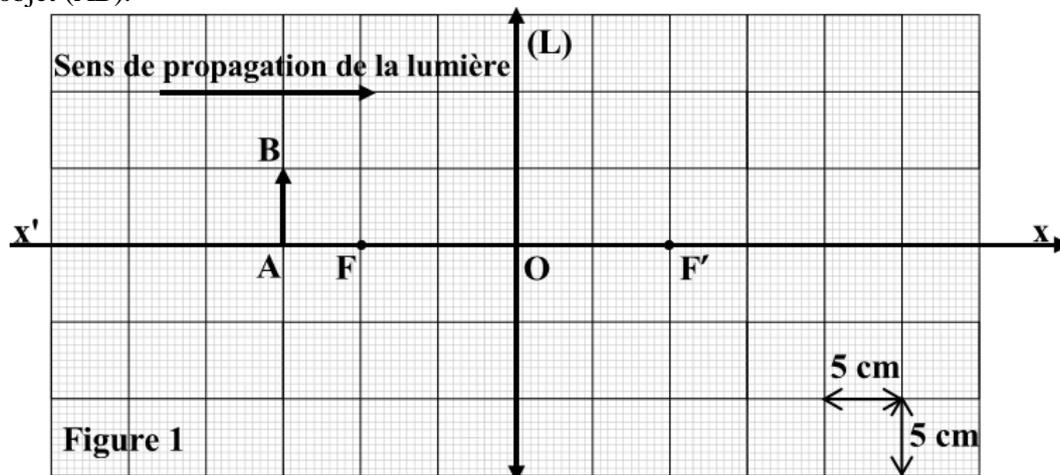 objet (AB).
(L)
Sens de propagation de la lumière
B
x'
x
A
F
O
F′
5 cm
5 cm
Figure 1